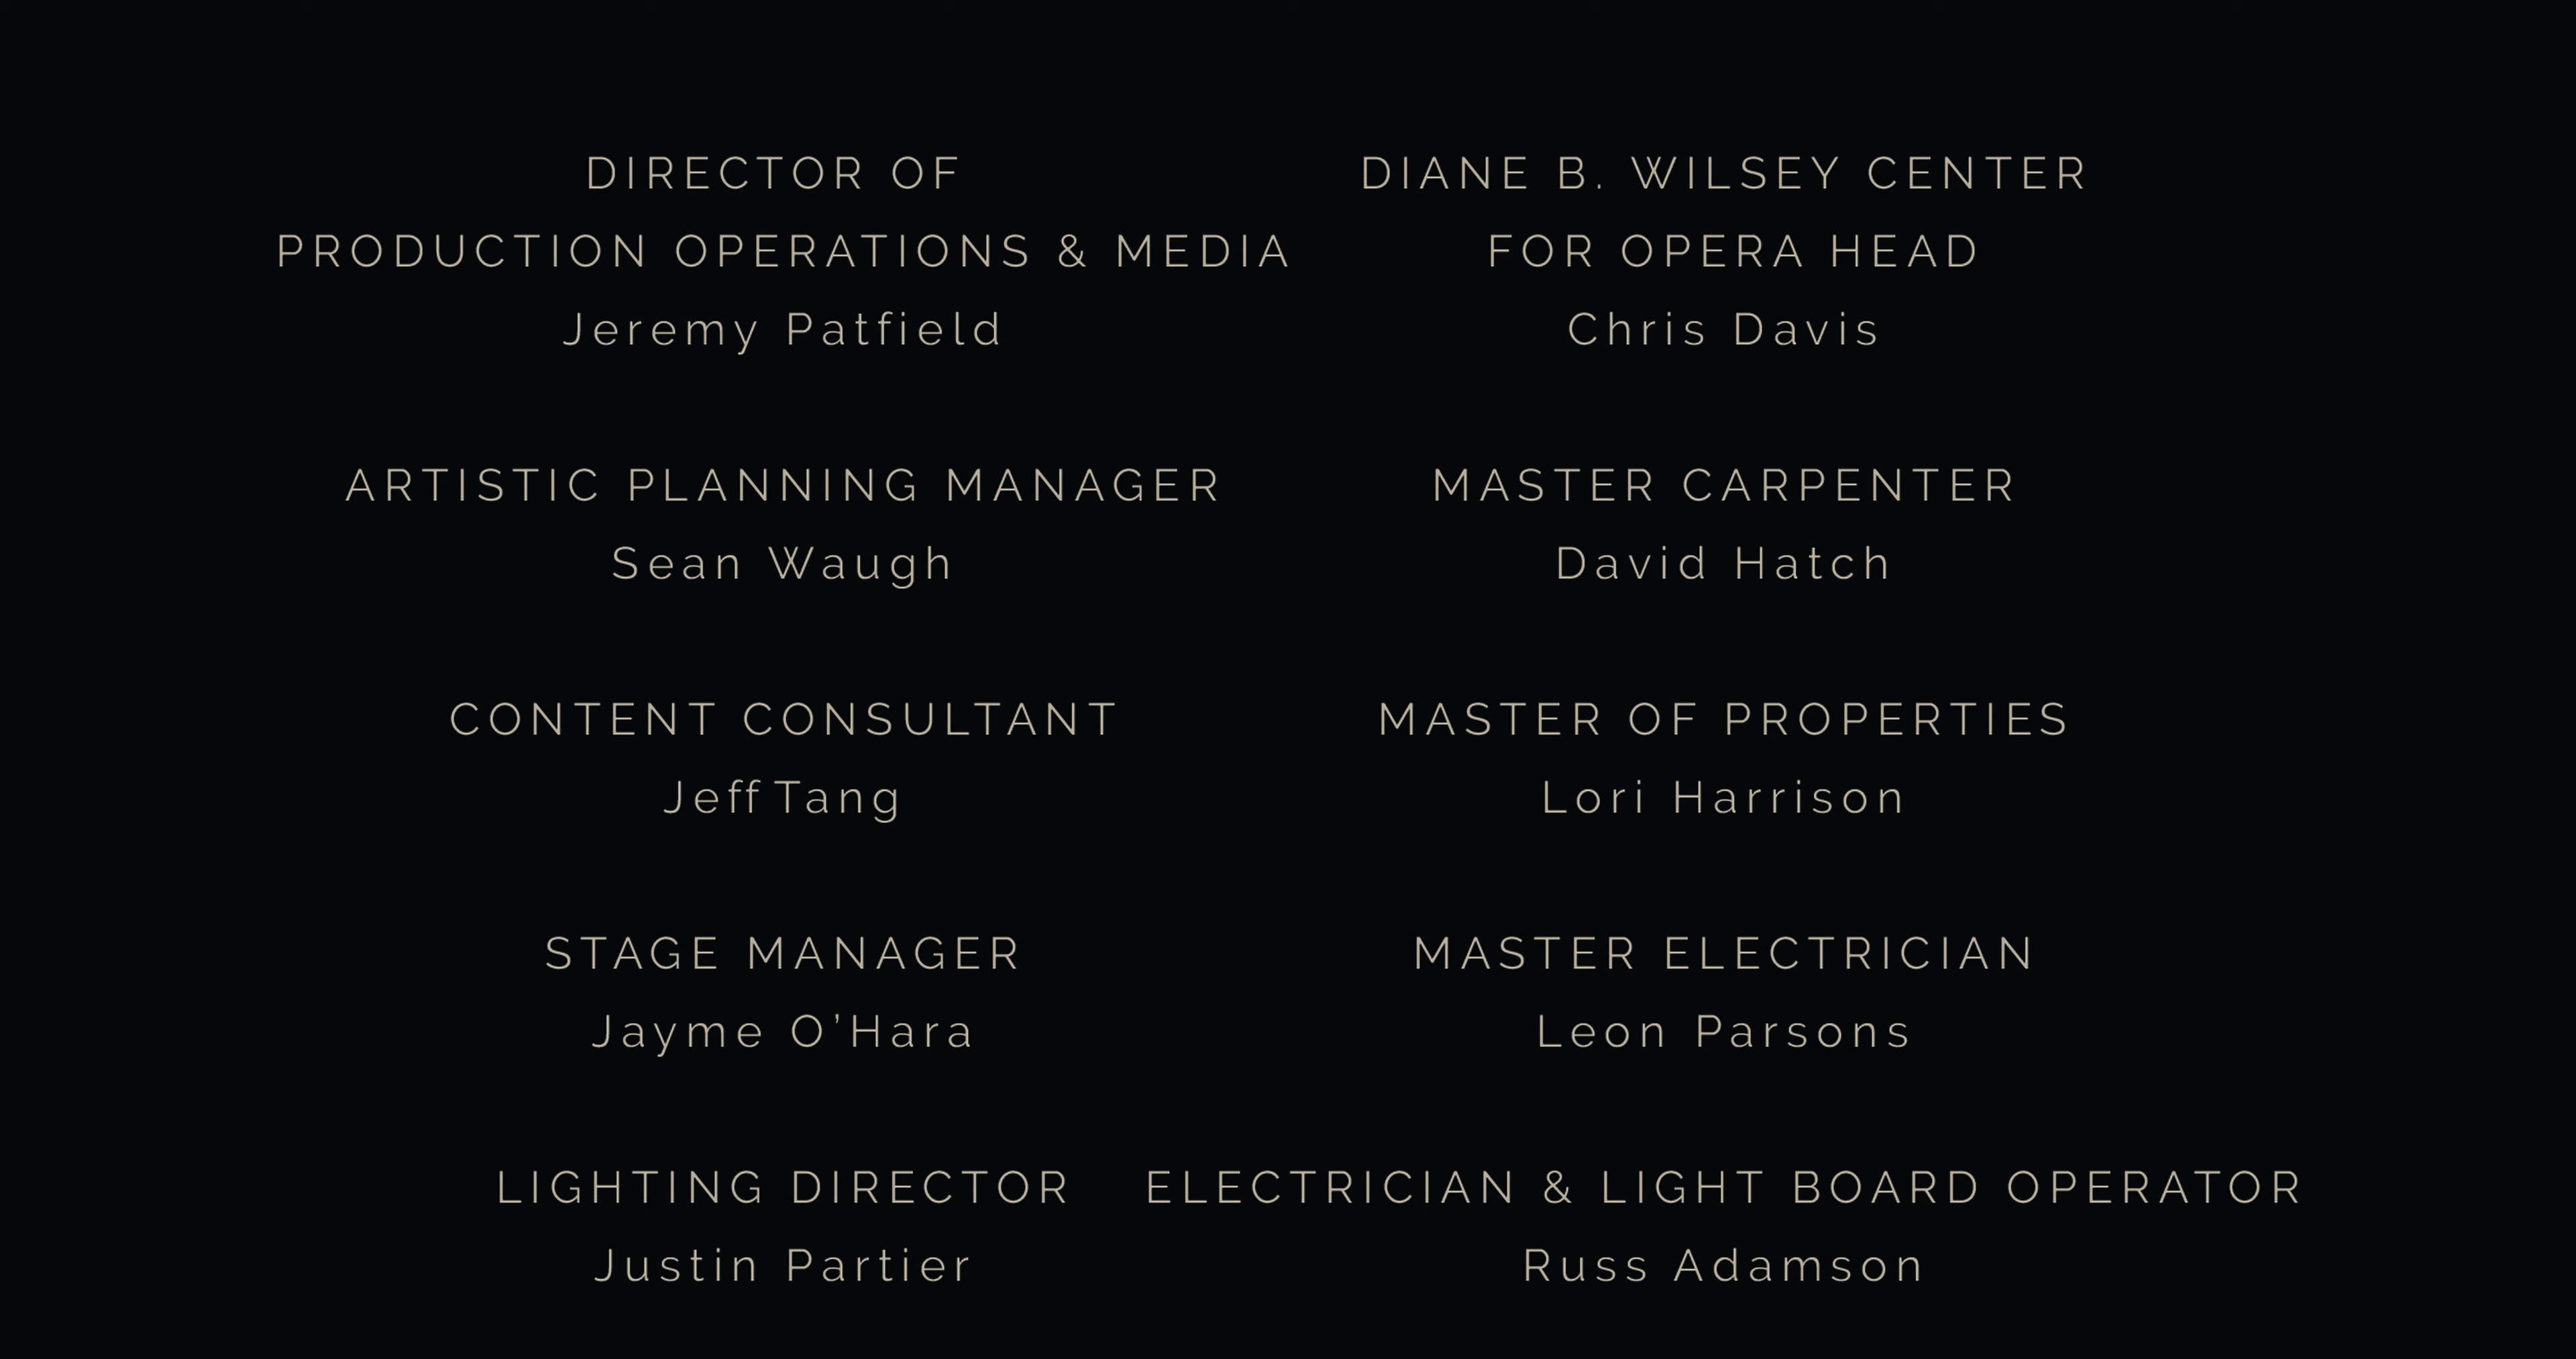 DIRECTOR OF
PRODUCTION OPERATIONS & MEDIA
Jeremy Patfield
ARTISTIC PLANNING MANAGER
Sean Waugh
CONTENT CONSULTANT
Jeff Tang
STAGE MANAGER
Jayme O’Hara
LIGHTING DIRECTOR
Justin Partier
DIANE B. WILSEY CENTER
FOR OPERA HEAD
Chris Davis
MASTER CARPENTER
David Hatch
MASTER OF PROPERTIES
Lori Harrison
MASTER ELECTRICIAN
Leon Parsons
ELECTRICIAN & LIGHT BOARD OPERATOR
Russ Adamson